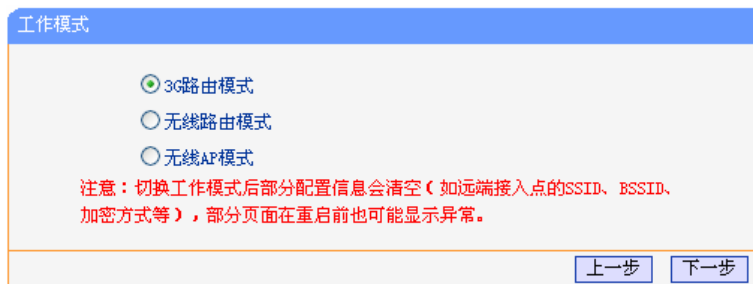 工作模式
3G路由模式
无线路由模式
无线AP模式
注意：切换工作模式后部分配置信息会清空（如远端接入点的SSID、BSSID、
加密方式等），部分页面在重启前也可能显示异常。
上一步 下一步